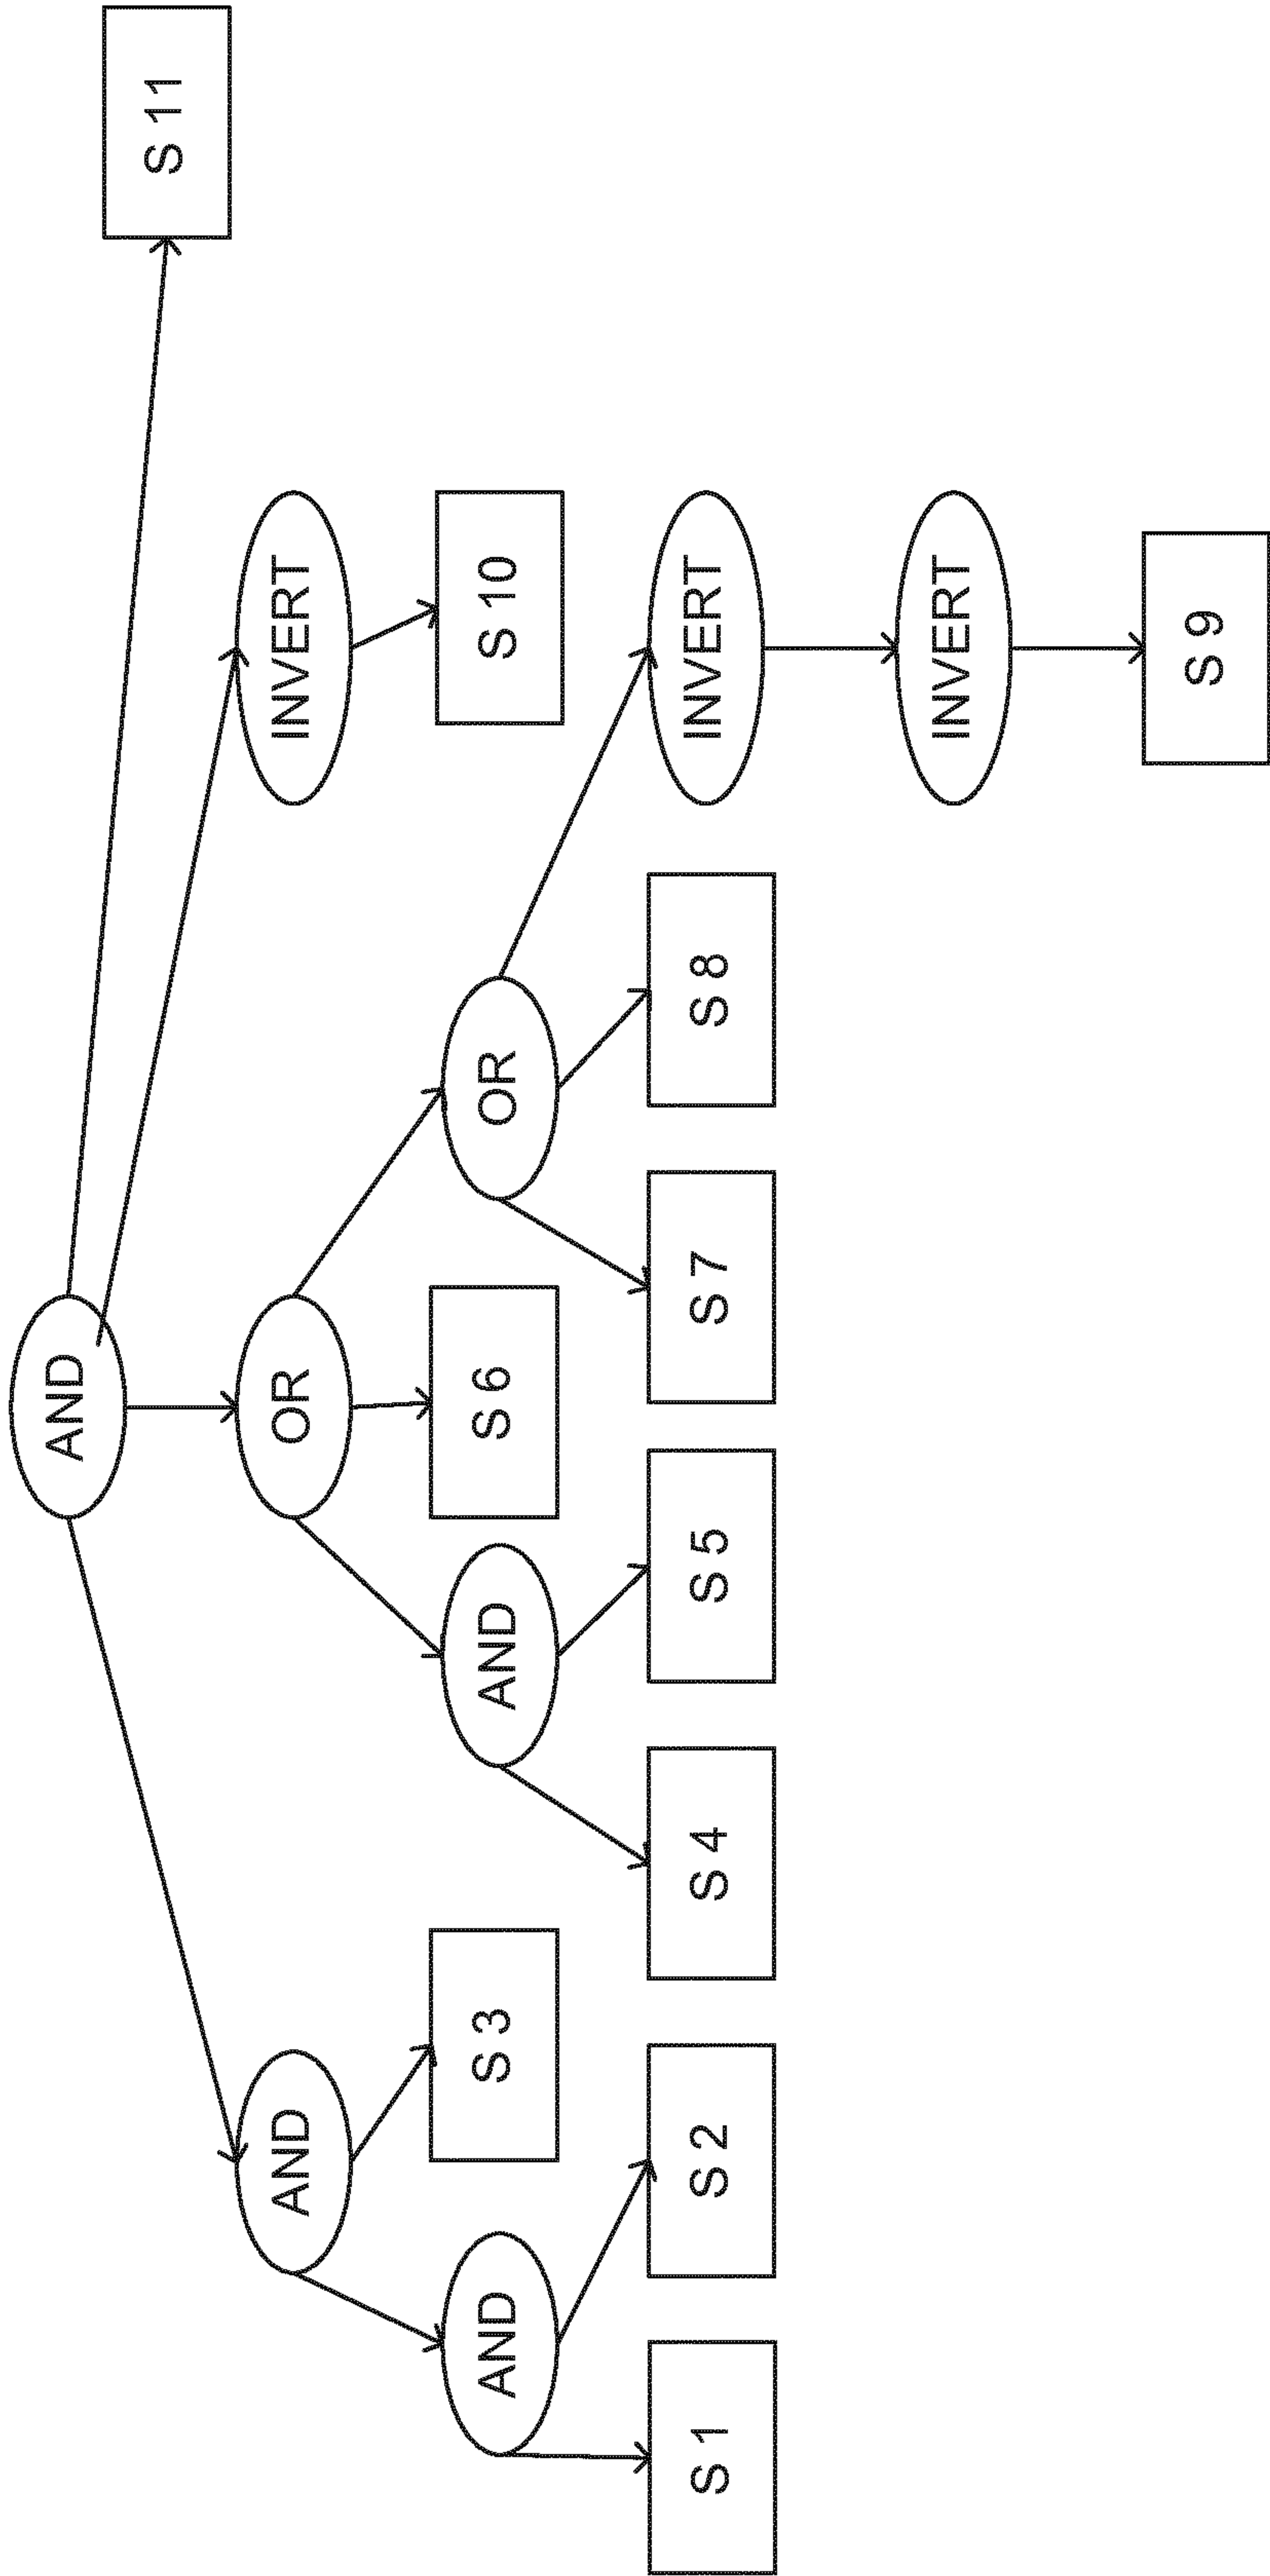 AND
S 11
AND
OR
INVERT
AND
S 3
AND
S 6
OR
S 10
S 1
S 2
S 4
S 5
S 7
S 8
INVERT
INVERT
S 9